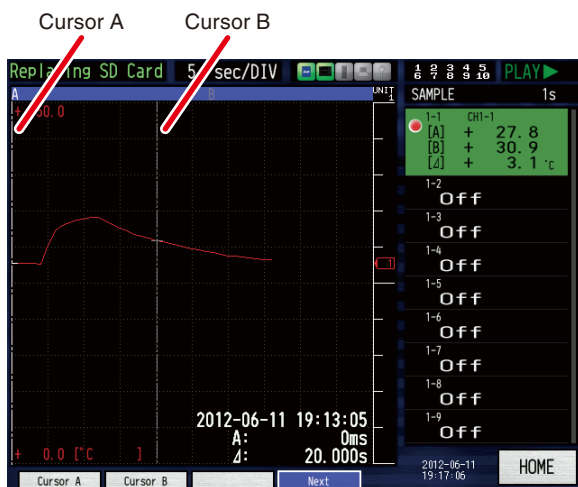 Cursor A Cursor B
Replaying SD Card 5 sec/DIV 1 2 3 4 5 6 7 8 9 10 PLAY
A B UNIT 1
SAMPLE 1s
+ 50.0
1-1 CH1-1
[A] + 27.8
[B] + 30.9
[⊿] + 3.1 °C
1-2
Off
1-3
Off
1-4
Off
1
1-5
Off
1-6
Off
1-7
Off
1-8
Off
1-9
Off
2012-06-11 19:13:05
A: 0ms
⊿: 20.000s
+ 0.0 [°C ]
2012-06-11
19:17:06
HOME
Cursor A Cursor B Next